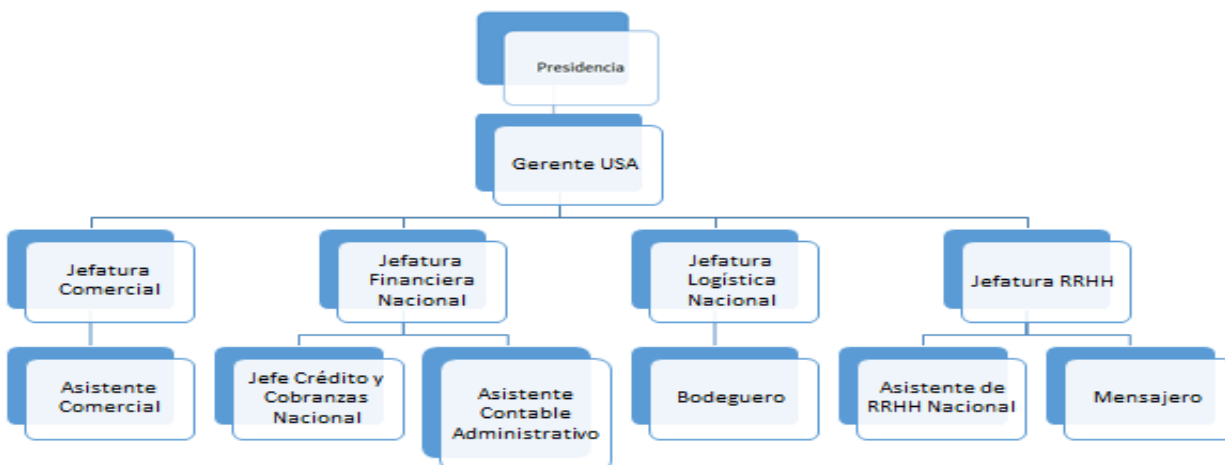 Presidencia
Gerente USA
Jefatura
Comercial
Jefatura
Financiera
Nacional
Jefatura
Logística
Nacional
Jefatura RRHH
Asistente
Comercial
Jefe Crédito y
Cobranzas
Nacional
Asistente
Contable
Administrativo
Bodeguero
Asistente de
RRHH Nacional
Mensajero